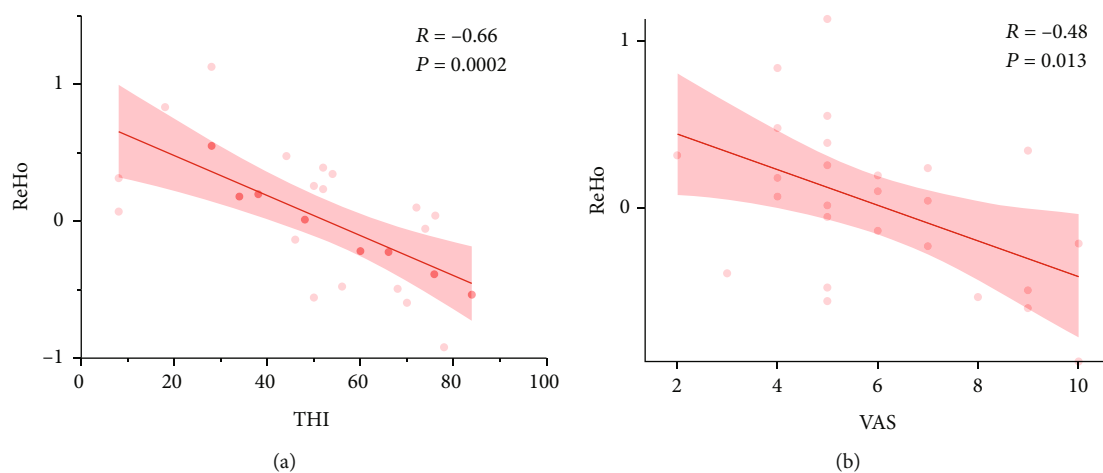 R = –0.66
P = 0.0002
1
0
–1
ReHo
0
20
40
60
80
100
THI
(a)
R = –0.48
P = 0.013
1
0
ReHo
2
4
6
8
10
VAS
(b)